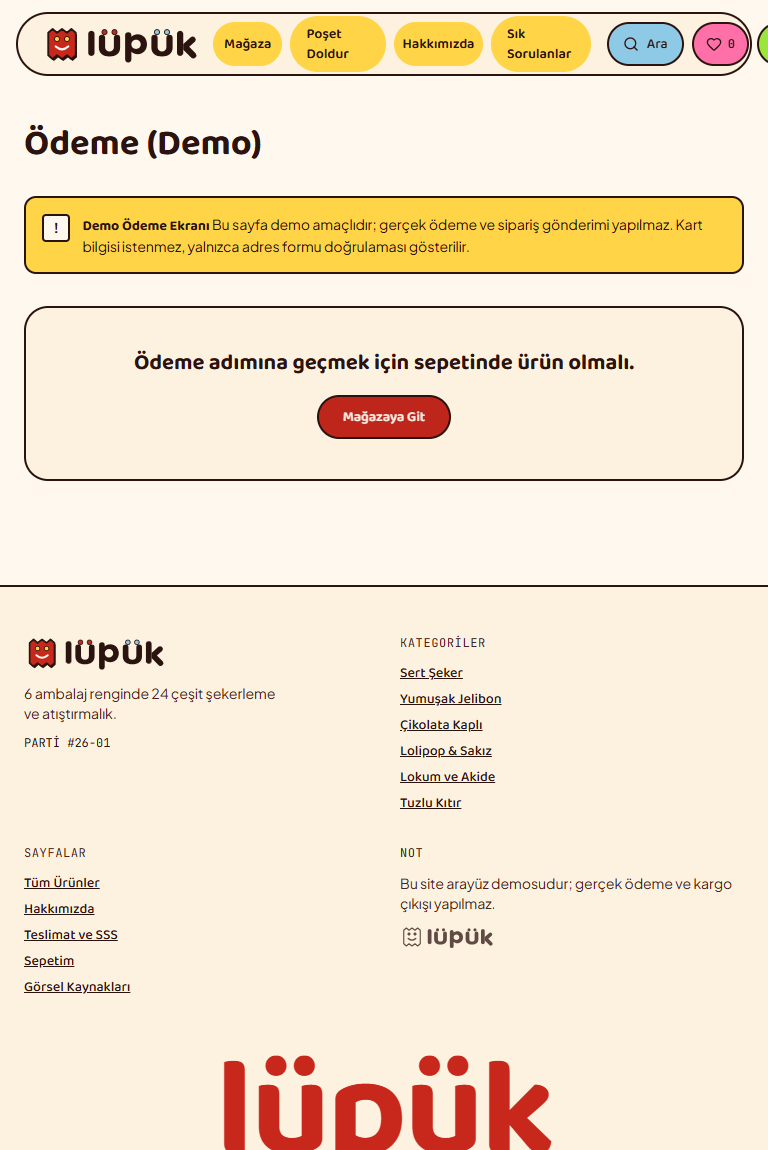 lüpük
Mağaza
Poşet
Doldur
Hakkımızda
Sık
Sorulanlar
Ara
0
Ödeme (Demo)
!
Demo Ödeme Ekranı Bu sayfa demo amaçlıdır; gerçek ödeme ve sipariş gönderimi yapılmaz. Kart
bilgisi istenmez, yalnızca adres formu doğrulaması gösterilir.
Ödeme adımına geçmek için sepetinde ürün olmalı.
Mağazaya Git
lüpük
6 ambalaj renginde 24 çeşit şekerleme
ve atıştırmalık.
PARTİ #26-01
KATEGORİLER
Sert Şeker
Yumuşak Jelibon
Çikolata Kaplı
Lolipop & Sakız
Lokum ve Akide
Tuzlu Kıtır
SAYFALAR
Tüm Ürünler
Hakkımızda
Teslimat ve SSS
Sepetim
Görsel Kaynakları
NOT
Bu site arayüz demosudur; gerçek ödeme ve kargo
çıkışı yapılmaz.
lüpük
lüpük